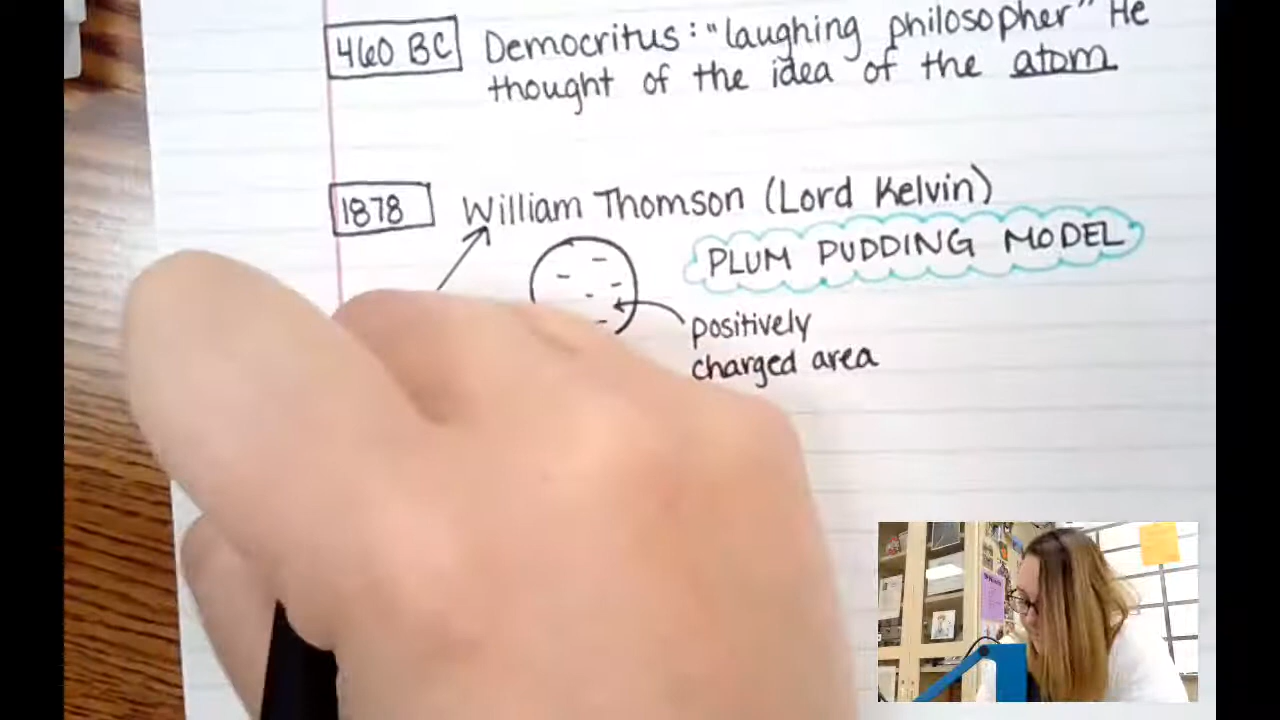 460 BC Democritus: "laughing philosopher" He
thought of the idea of the atom
1878 William Thomson (Lord Kelvin)
PLUM PUDDING MODEL
positively
charged area